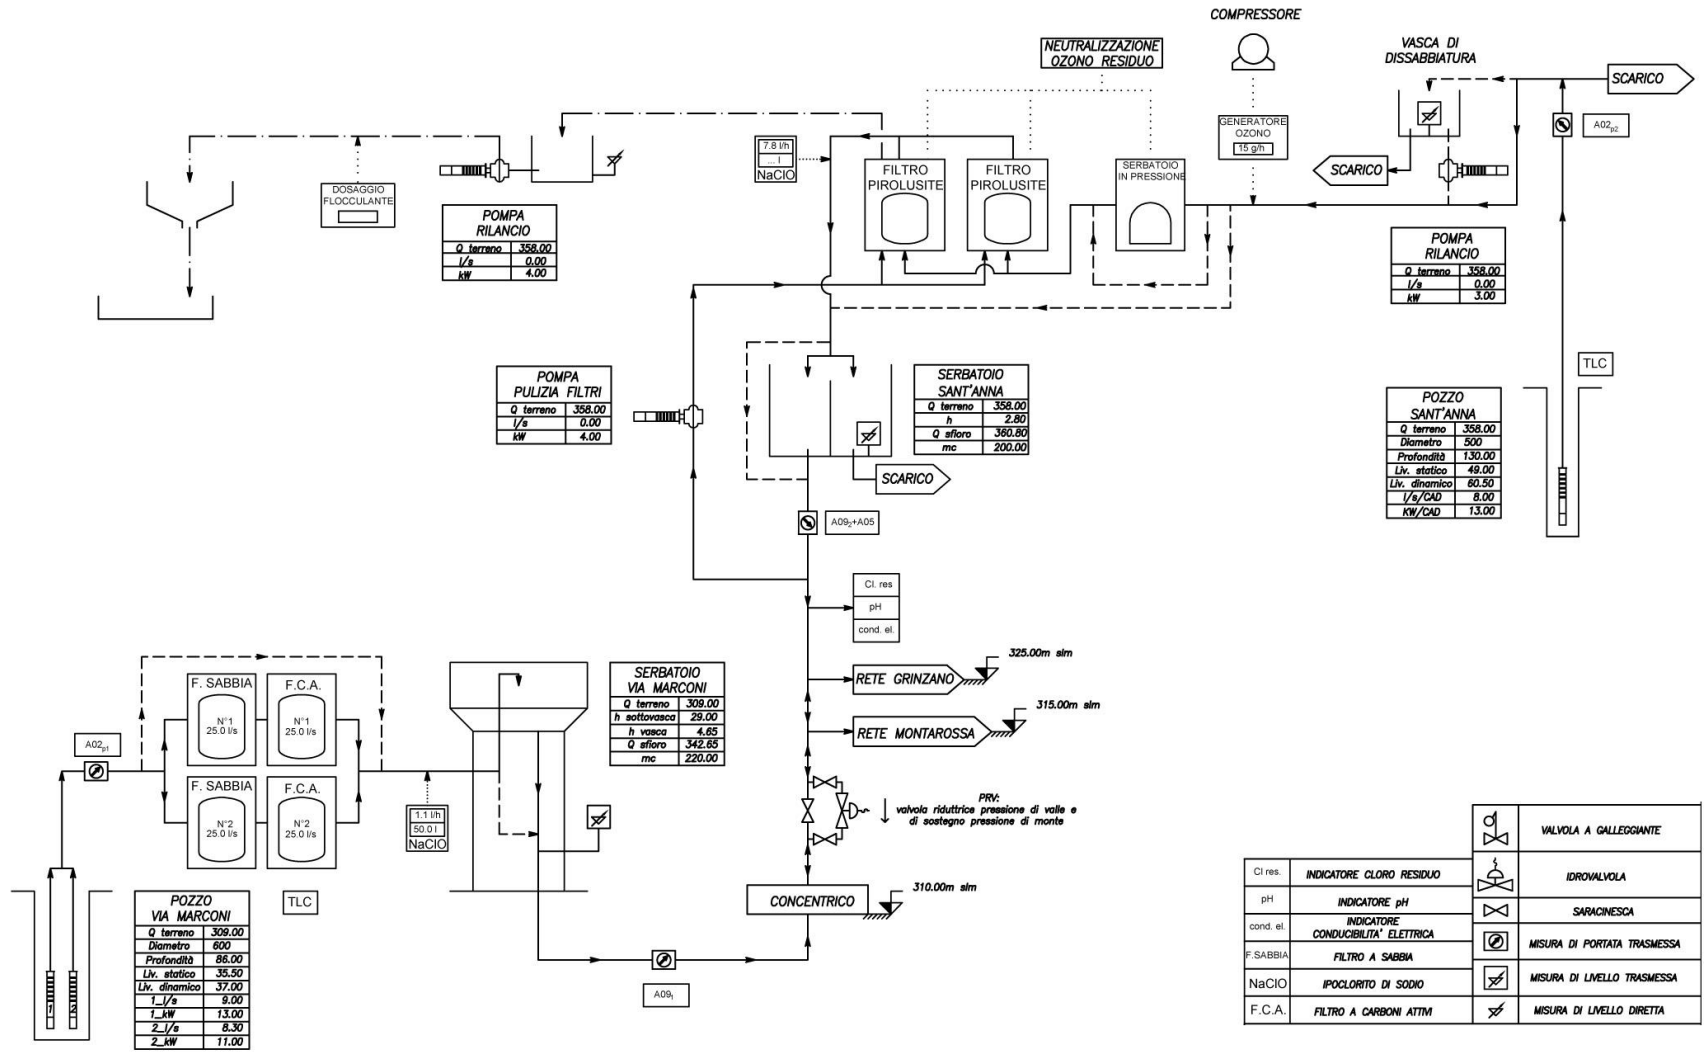 COMPRESSORE
NEUTRALIZZAZIONE
OZONO RESIDUO
VASCA DI
DISSABBIATURA
SCARICO
GENERATORE
OZONO
15 g/h
A02p2
7.8 l/h
... l
NaClO
FILTRO
PIROLUSITE
FILTRO
PIROLUSITE
SERBATOIO
IN PRESSIONE
SCARICO
DOSAGGIO
FLOCCULANTE
POMPA
RILANCIO
Q terreno 358.00
l/s 0.00
kW 4.00
POMPA
RILANCIO
Q terreno 358.00
l/s 0.00
kW 3.00
TLC
POMPA
PULIZIA FILTRI
Q terreno 358.00
l/s 0.00
kW 4.00
SERBATOIO
SANT'ANNA
Q terreno 358.00
h 2.80
Q sfioro 360.80
mc 200.00
POZZO
SANT'ANNA
Q terreno 358.00
Diametro 500
Profondità 130.00
Liv. statico 49.00
Liv. dinamico 60.50
l/s/CAD 8.00
KW/CAD 13.00
SCARICO
A092+A05
Cl. res
pH
cond. el.
325.00m slm
RETE GRINZANO
315.00m slm
RETE MONTAROSSA
F. SABBIA
N°1
25.0 l/s
F.C.A.
N°1
25.0 l/s
SERBATOIO
VIA MARCONI
Q terreno 309.00
h sottovasca 29.00
h vasca 4.65
Q sfioro 342.65
mc 220.00
A02p1
F. SABBIA
N°2
25.0 l/s
F.C.A.
N°2
25.0 l/s
1.1 l/h
50.0 l
NaClO
PRV:
valvola riduttrice pressione di valle e
di sostegno pressione di monte
310.00m slm
CONCENTRICO
TLC
POZZO
VIA MARCONI
Q terreno 309.00
Diametro 600
Profondità 86.00
Liv. statico 35.50
Liv. dinamico 37.00
1_l/s 9.00
1_kW 13.00
2_l/s 8.30
2_kW 11.00
1 2
A091
Cl res. INDICATORE CLORO RESIDUO
pH INDICATORE pH
cond. el. INDICATORE
CONDUCIBILITA' ELETTRICA
F.SABBIA FILTRO A SABBIA
NaClO IPOCLORITO DI SODIO
F.C.A. FILTRO A CARBONI ATTIVI
VALVOLA A GALLEGGIANTE
IDROVALVOLA
SARACINESCA
MISURA DI PORTATA TRASMESSA
MISURA DI LIVELLO TRASMESSA
MISURA DI LIVELLO DIRETTA